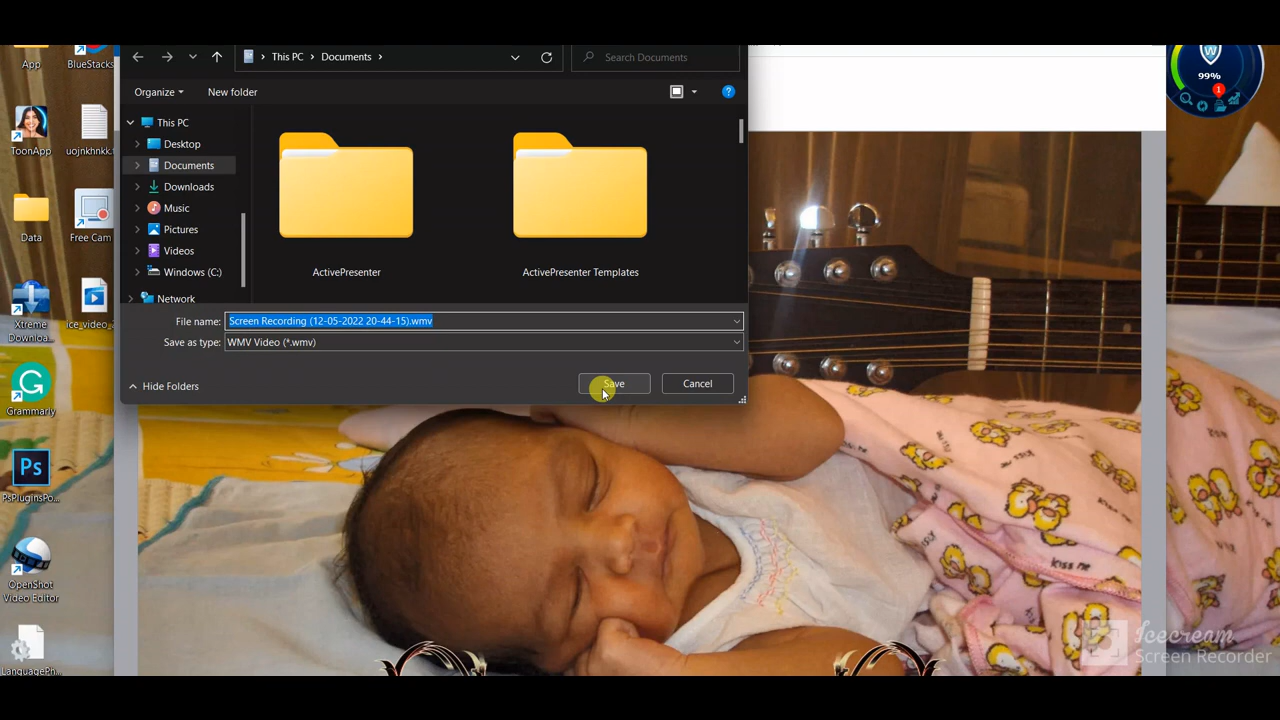 App
BlueStacks
ToonApp
uojnkhnkk.t
Data
Free Cam
Xtreme
Downloa...
ice_video_
Grammarly
PsPluginsPo...
Ps
OpenShot
Video Editor
LanguagePh...
This PC
Documents
Search Documents
Organize
New folder
This PC
Desktop
Documents
Downloads
Music
Pictures
Videos
Windows (C:)
Network
ActivePresenter
ActivePresenter Templates
File name:
Screen Recording (12-05-2022 20-44-15).wmv
Save as type:
WMV Video (*.wmv)
Hide Folders
Save
Cancel
W
99%
1
KISS ME
Icecream
Screen Recorder